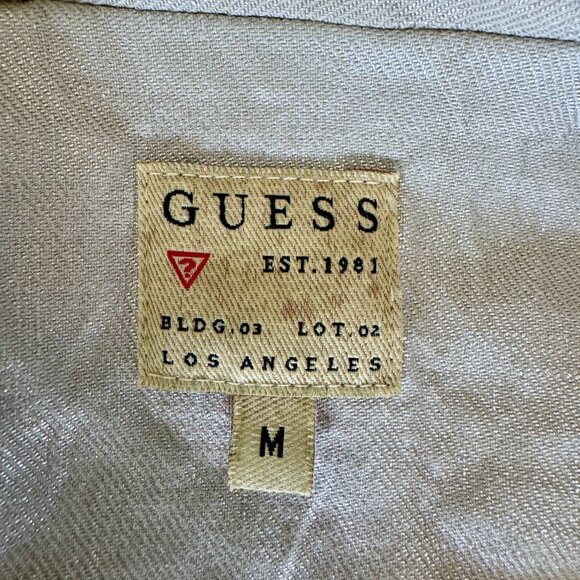 GUESS
? EST.1981
BLDG.03 LOT.02
LOS ANGELES
M